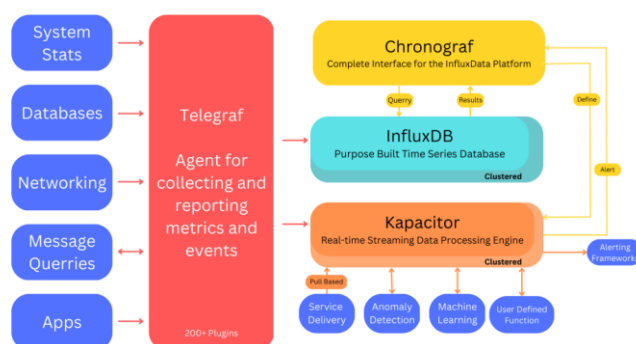 System
Stats
Databases
Networking
Message
Querries
Apps
Telegraf
Agent for
collecting and
reporting
metrics and
events
200+ Plugins
Chronograf
Complete Interface for the InfluxData Platform
Querry
Results
Define
InfluxDB
Purpose Built Time Series Database
Clustered
Alert
Kapacitor
Real-time Streaming Data Processing Engine
Clustered
Alerting
Frameworks
Pull Based
Service
Delivery
Anomaly
Detection
Machine
Learning
User Defined
Function